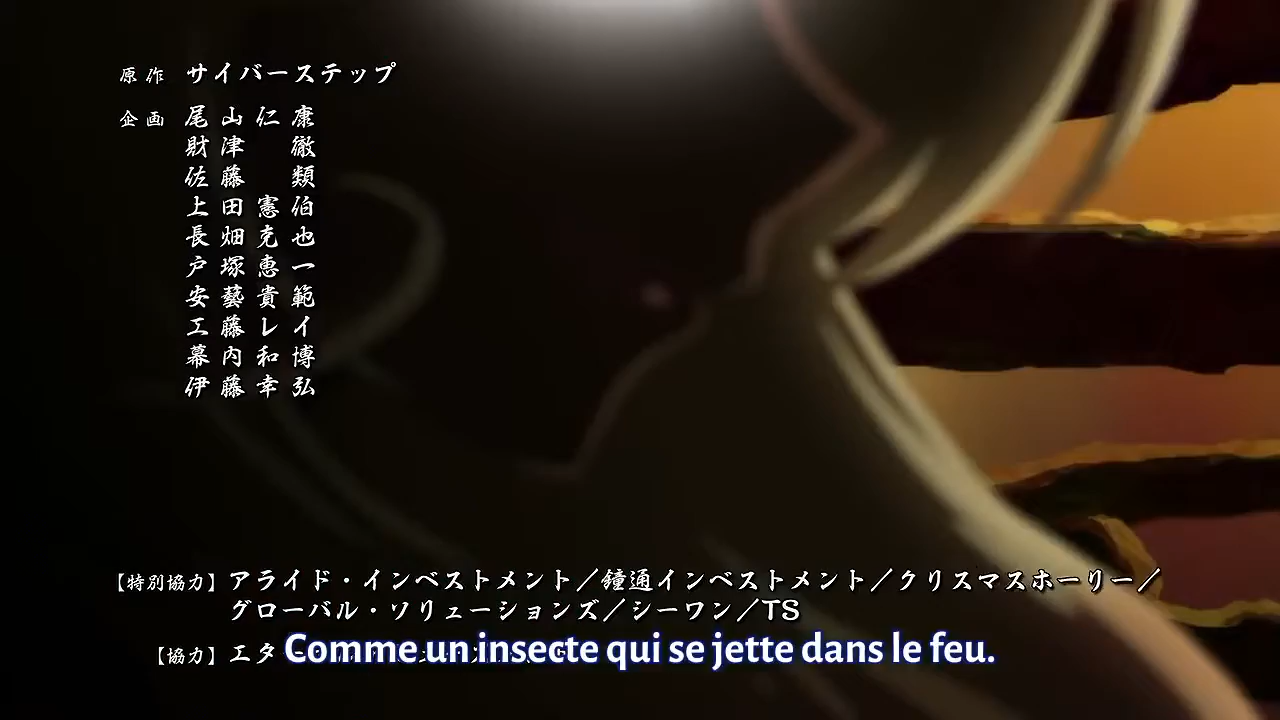 原作 サイバーステップ
企画 尾山仁康
財津 徹
佐藤 類
上田憲伯
長畑克也
戸塚恵一
安藝貴範
工藤レイ
幕内和博
伊藤幸弘
【特別協力】アライド・インベストメント／鐘通インベストメント／クリスマスホーリー／
グローバル・ソリューションズ／シーワン／TS
【協力】エタ
Comme un insecte qui se jette dans le feu.